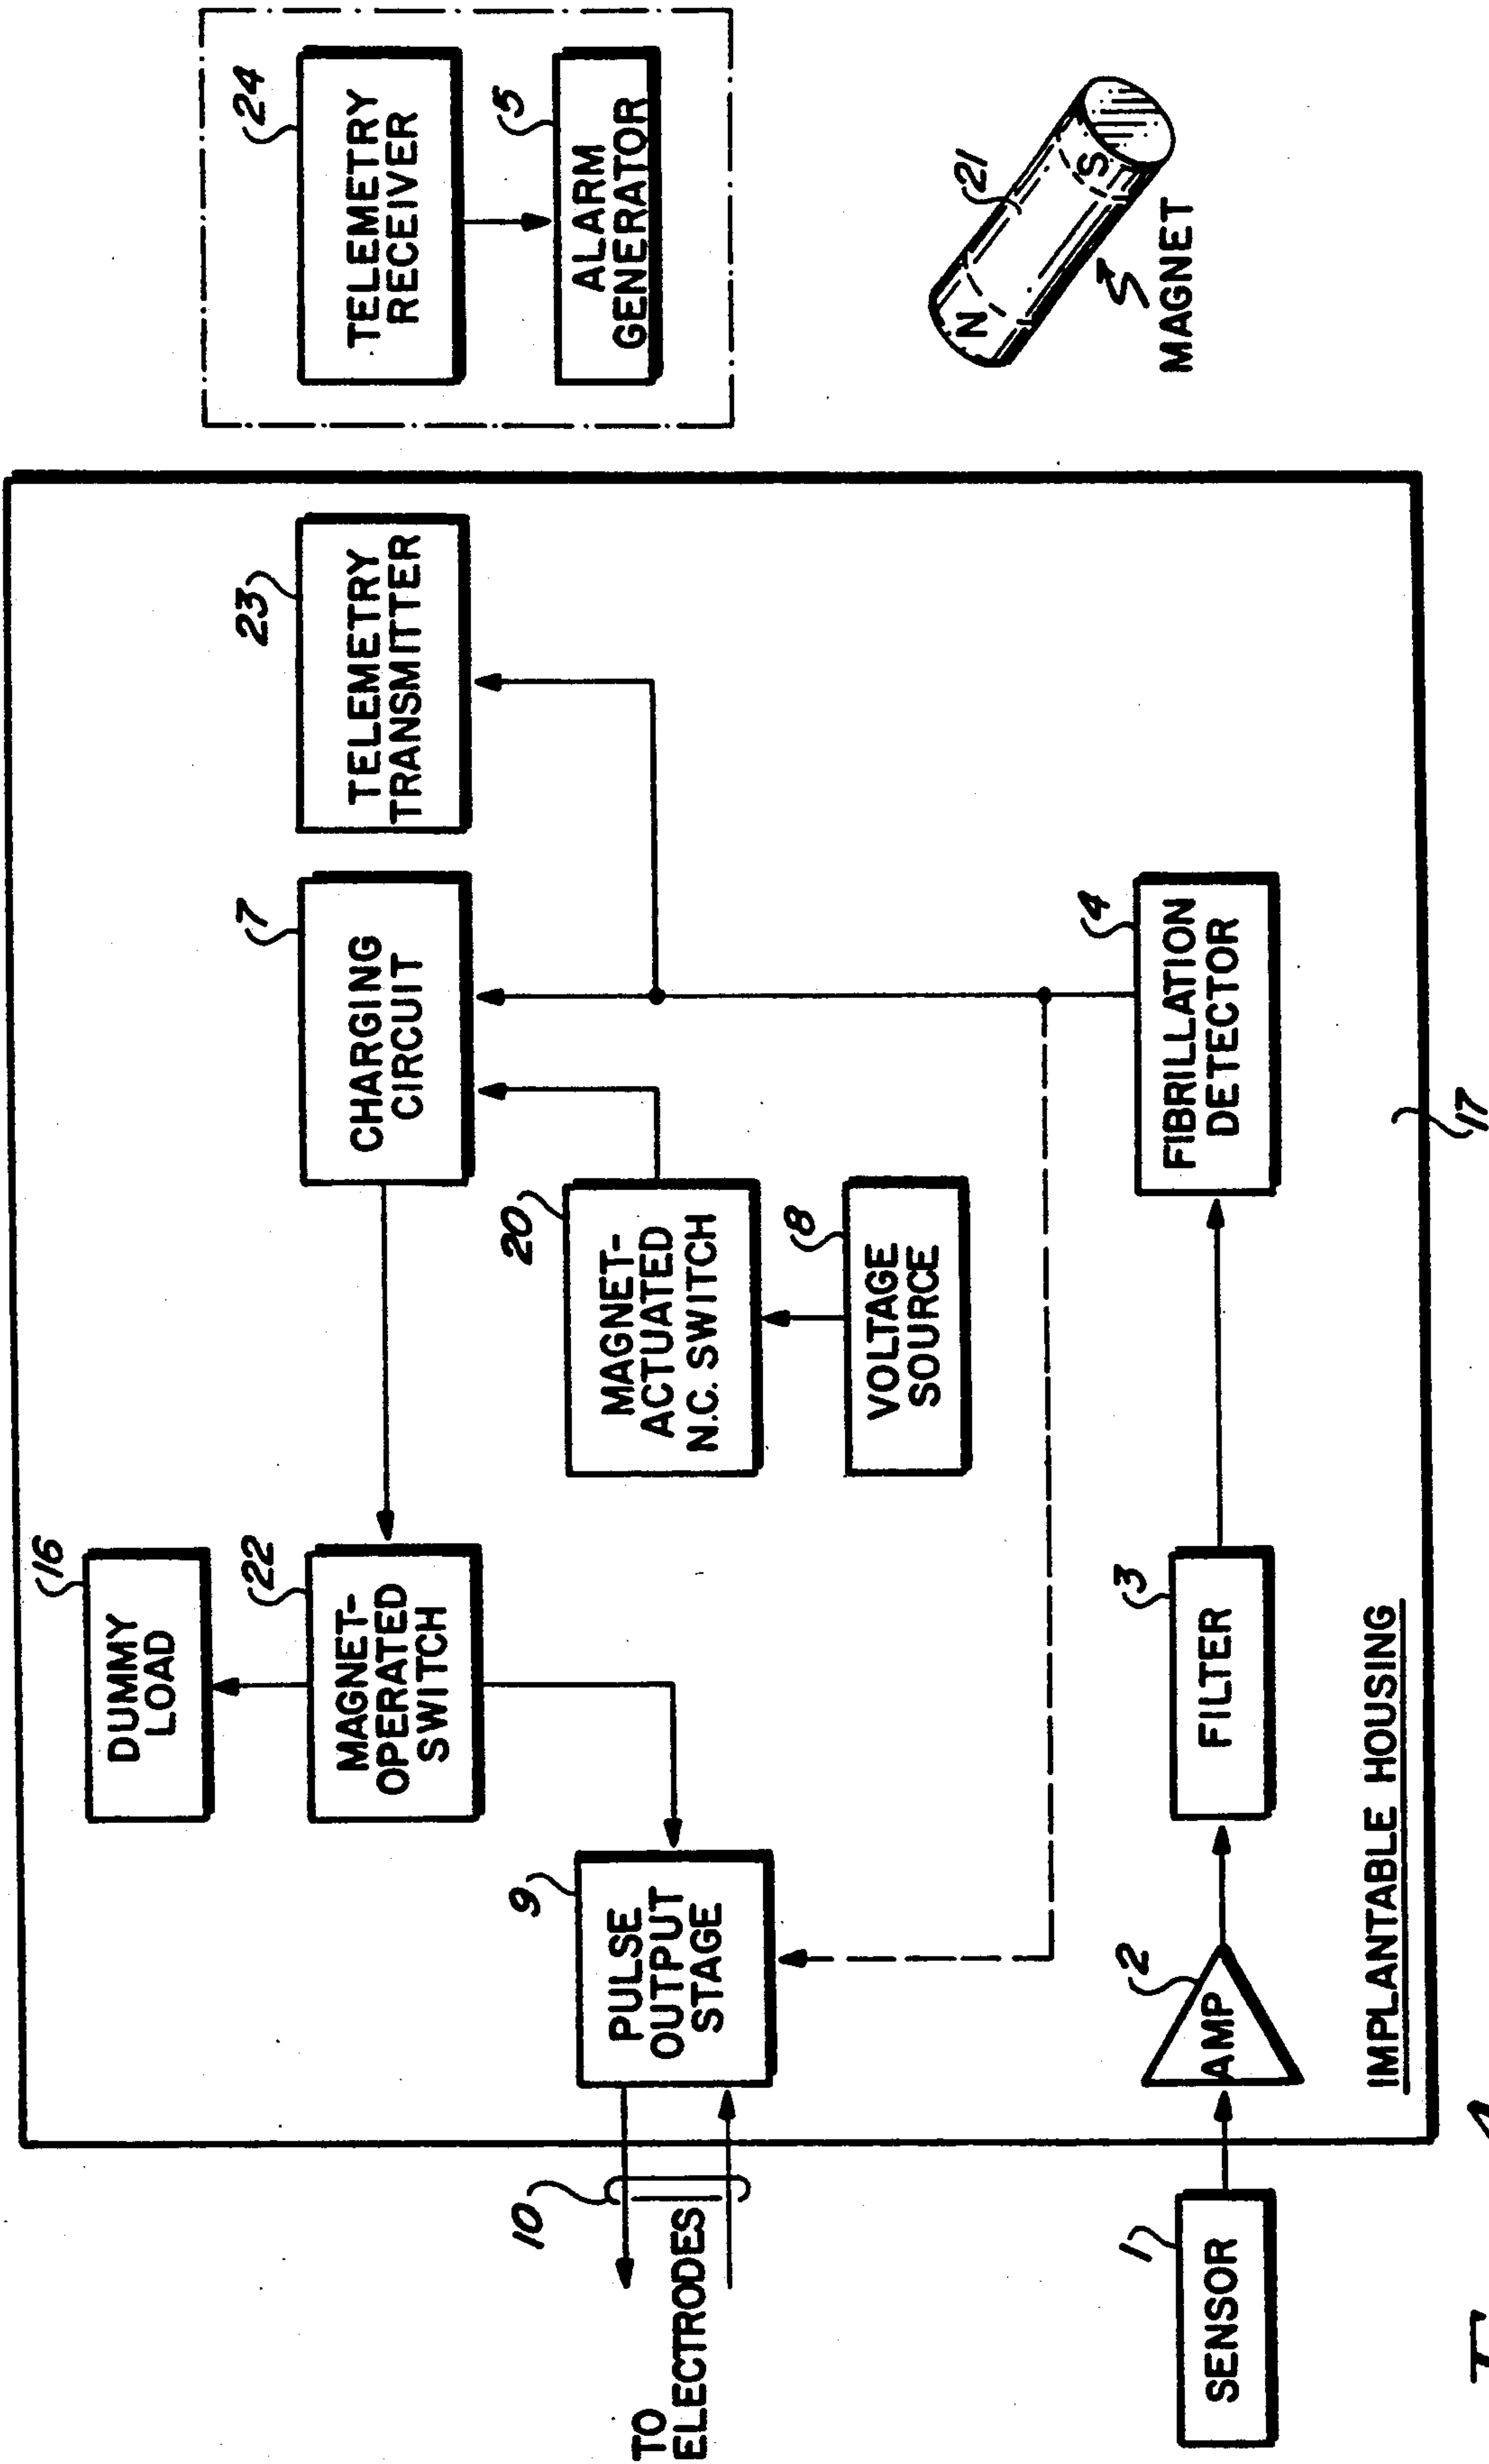 16
DUMMY
LOAD
22
MAGNET-
OPERATED
SWITCH
7
CHARGING
CIRCUIT
23
TELEMETRY
TRANSMITTER
24
TELEMETRY
RECEIVER
5
ALARM
GENERATOR
9
PULSE
OUTPUT
STAGE
20
MAGNET-
ACTUATED
N.C. SWITCH
8
VOLTAGE
SOURCE
10
TO
ELECTRODES
21
N
S
MAGNET
1
SENSOR
2
AMP
3
FILTER
4
FIBRILLATION
DETECTOR
IMPLANTABLE HOUSING
17